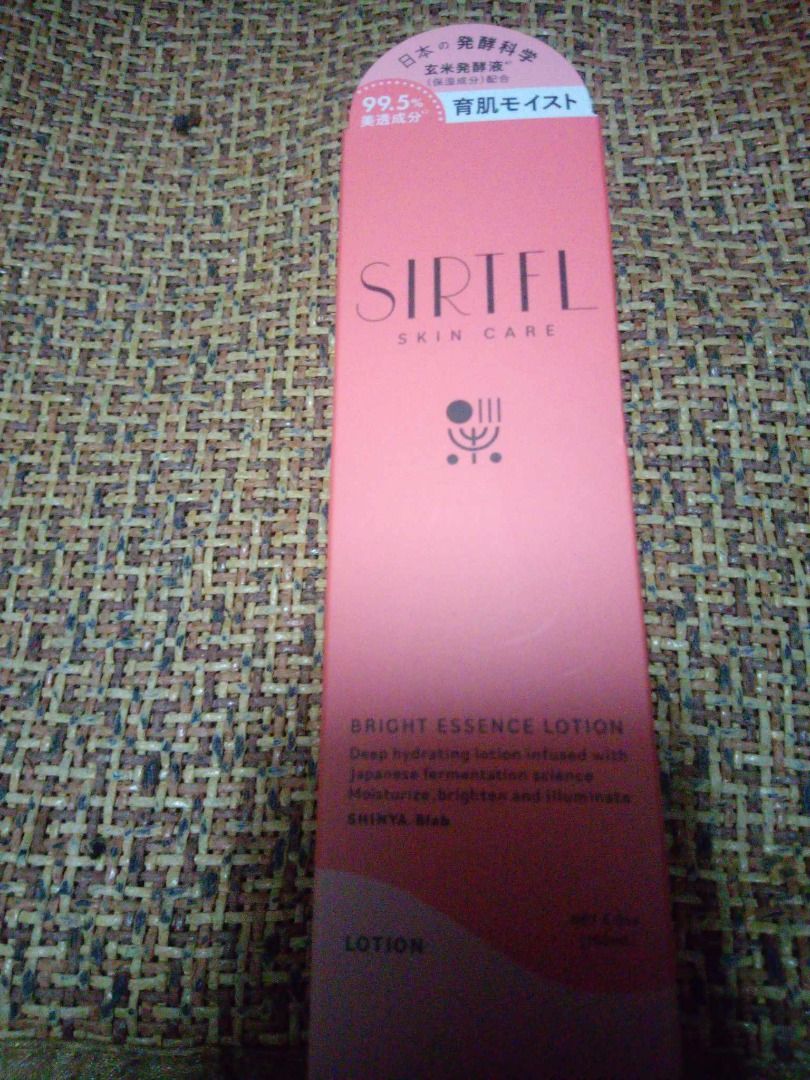 日本の発酵科学
玄米発酵液*¹
(保湿成分)配合
99.5%
美透成分*²
育肌モイスト
SIRTFL
SKIN CARE
BRIGHT ESSENCE LOTION
Deep hydrating lotion infused with
Japanese fermentation science
Moisturize, brighten and illuminate
SHINYA. Blab
LOTION